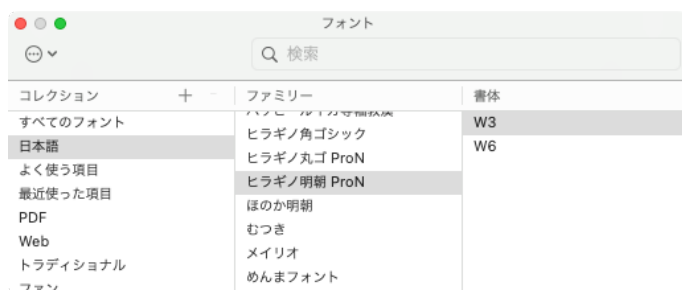 フォント
検索
コレクション
すべてのフォント
日本語
よく使う項目
最近使った項目
PDF
Web
トラディショナル
ファン
ファミリー
ヒラギノ角ゴシック
ヒラギノ丸ゴ ProN
ヒラギノ明朝 ProN
ほのか明朝
むつき
メイリオ
めんまフォント
書体
W3
W6